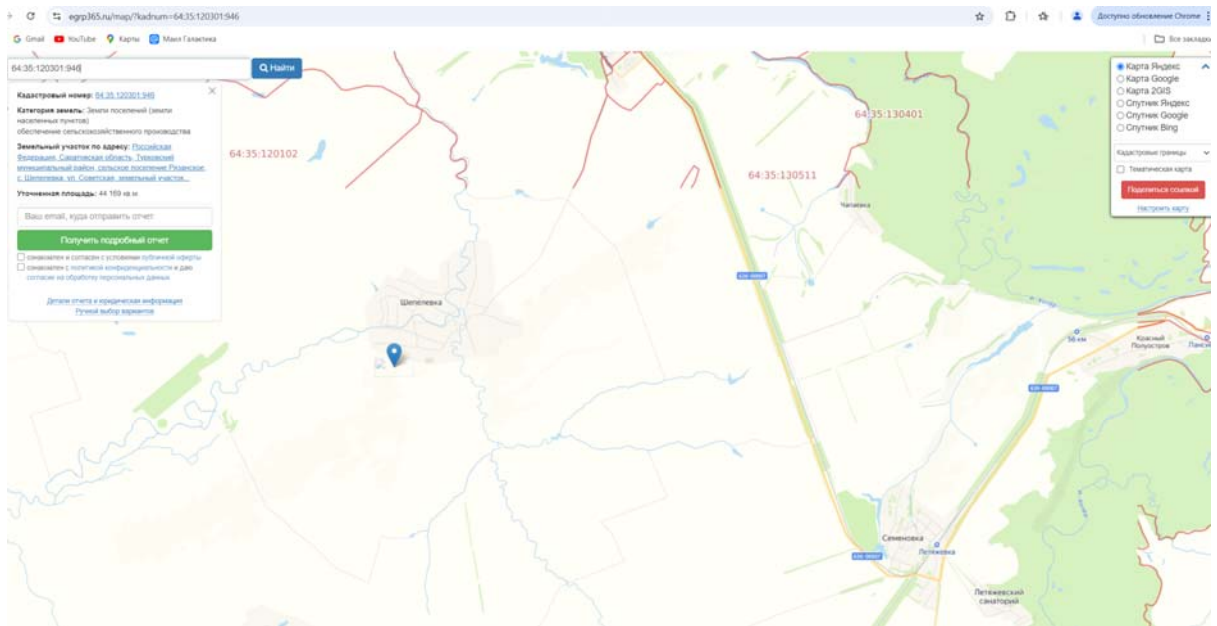 egrp365.ru/map/?kadnum=64:35:120301:946
Доступно обновление Chrome
Gmail
YouTube
Карты
Маил Галактика
Все закладки
64:35:120301:946
Найти
Кадастровый номер: 64:35:120301:946
Категория земель: Земли поселений (земли
населенных пунктов)
обеспечение сельскохозяйственного производства
Земельный участок по адресу: Российская
Федерация, Саратовская область, Турковский
муниципальный район, сельское поселение Рязанское,
с. Шепелевка, ул. Советская, земельный участок...
Уточненная площадь: 44 169 кв.м
Ваш email, куда отправить отчет
Получить подробный отчет
ознакомлен и согласен с условиями публичной оферты
ознакомлен с политикой конфиденциальности и даю
согласие на обработку персональных данных
Детали отчета и юридическая информация
Ручной выбор вариантов
Карта Яндекс
Карта Google
Карта 2GIS
Спутник Яндекс
Спутник Google
Спутник Bing
Кадастровые границы
Тематическая карта
Поделиться ссылкой
Настроить карту
64:35:120102
64:35:130401
64:35:130511
Чапаевка
Шепелевка
38 км
Красный
Полуостров
Семеновка
Летяжевка
Летяжевский
санаторий